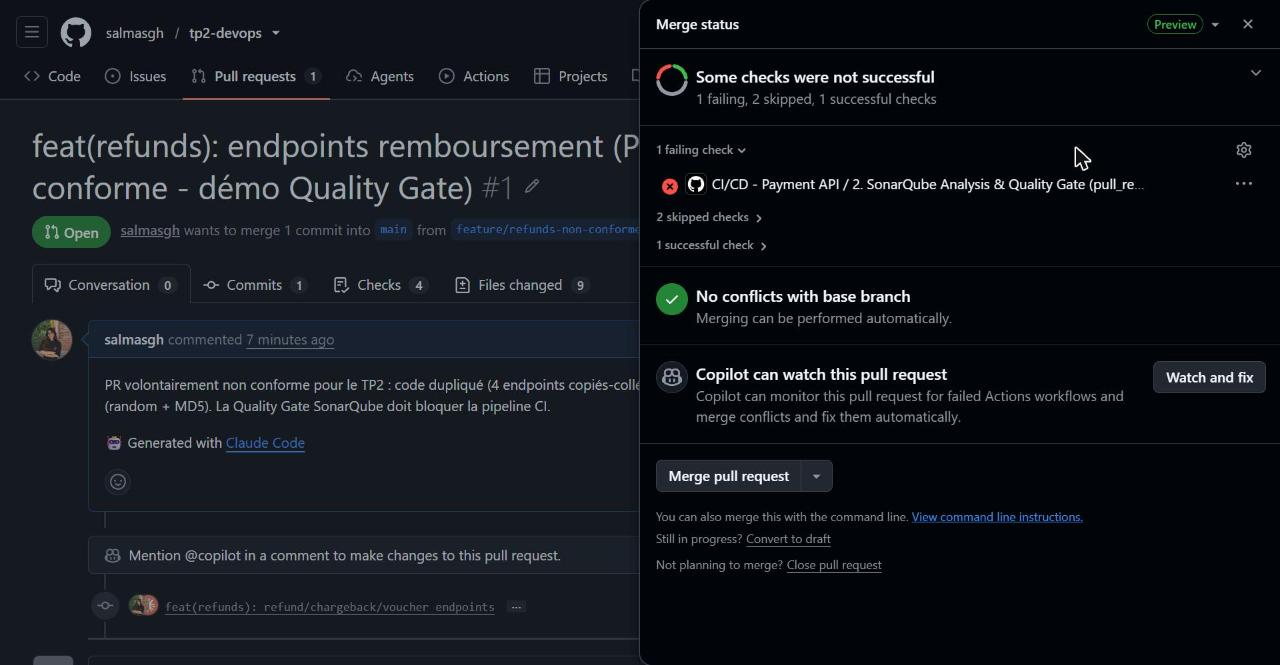 salmasgh / tp2-devops
Code Issues Pull requests 1 Agents Actions Projects
feat(refunds): endpoints remboursement (P
conforme - démo Quality Gate) #1
Open salmasgh wants to merge 1 commit into main from feature/refunds-non-conforme
Conversation 0 Commits 1 Checks 4 Files changed 9
salmasgh commented 7 minutes ago
PR volontairement non conforme pour le TP2 : code dupliqué (4 endpoints copiés-collé
(random + MD5). La Quality Gate SonarQube doit bloquer la pipeline CI.
Generated with Claude Code
Mention @copilot in a comment to make changes to this pull request.
feat(refunds): refund/chargeback/voucher endpoints ...
Merge status Preview
Some checks were not successful
1 failing, 2 skipped, 1 successful checks
1 failing check
CI/CD - Payment API / 2. SonarQube Analysis & Quality Gate (pull_re...
2 skipped checks
1 successful check
No conflicts with base branch
Merging can be performed automatically.
Copilot can watch this pull request
Copilot can monitor this pull request for failed Actions workflows and
merge conflicts and fix them automatically.
Watch and fix
Merge pull request
You can also merge this with the command line. View command line instructions.
Still in progress? Convert to draft
Not planning to merge? Close pull request